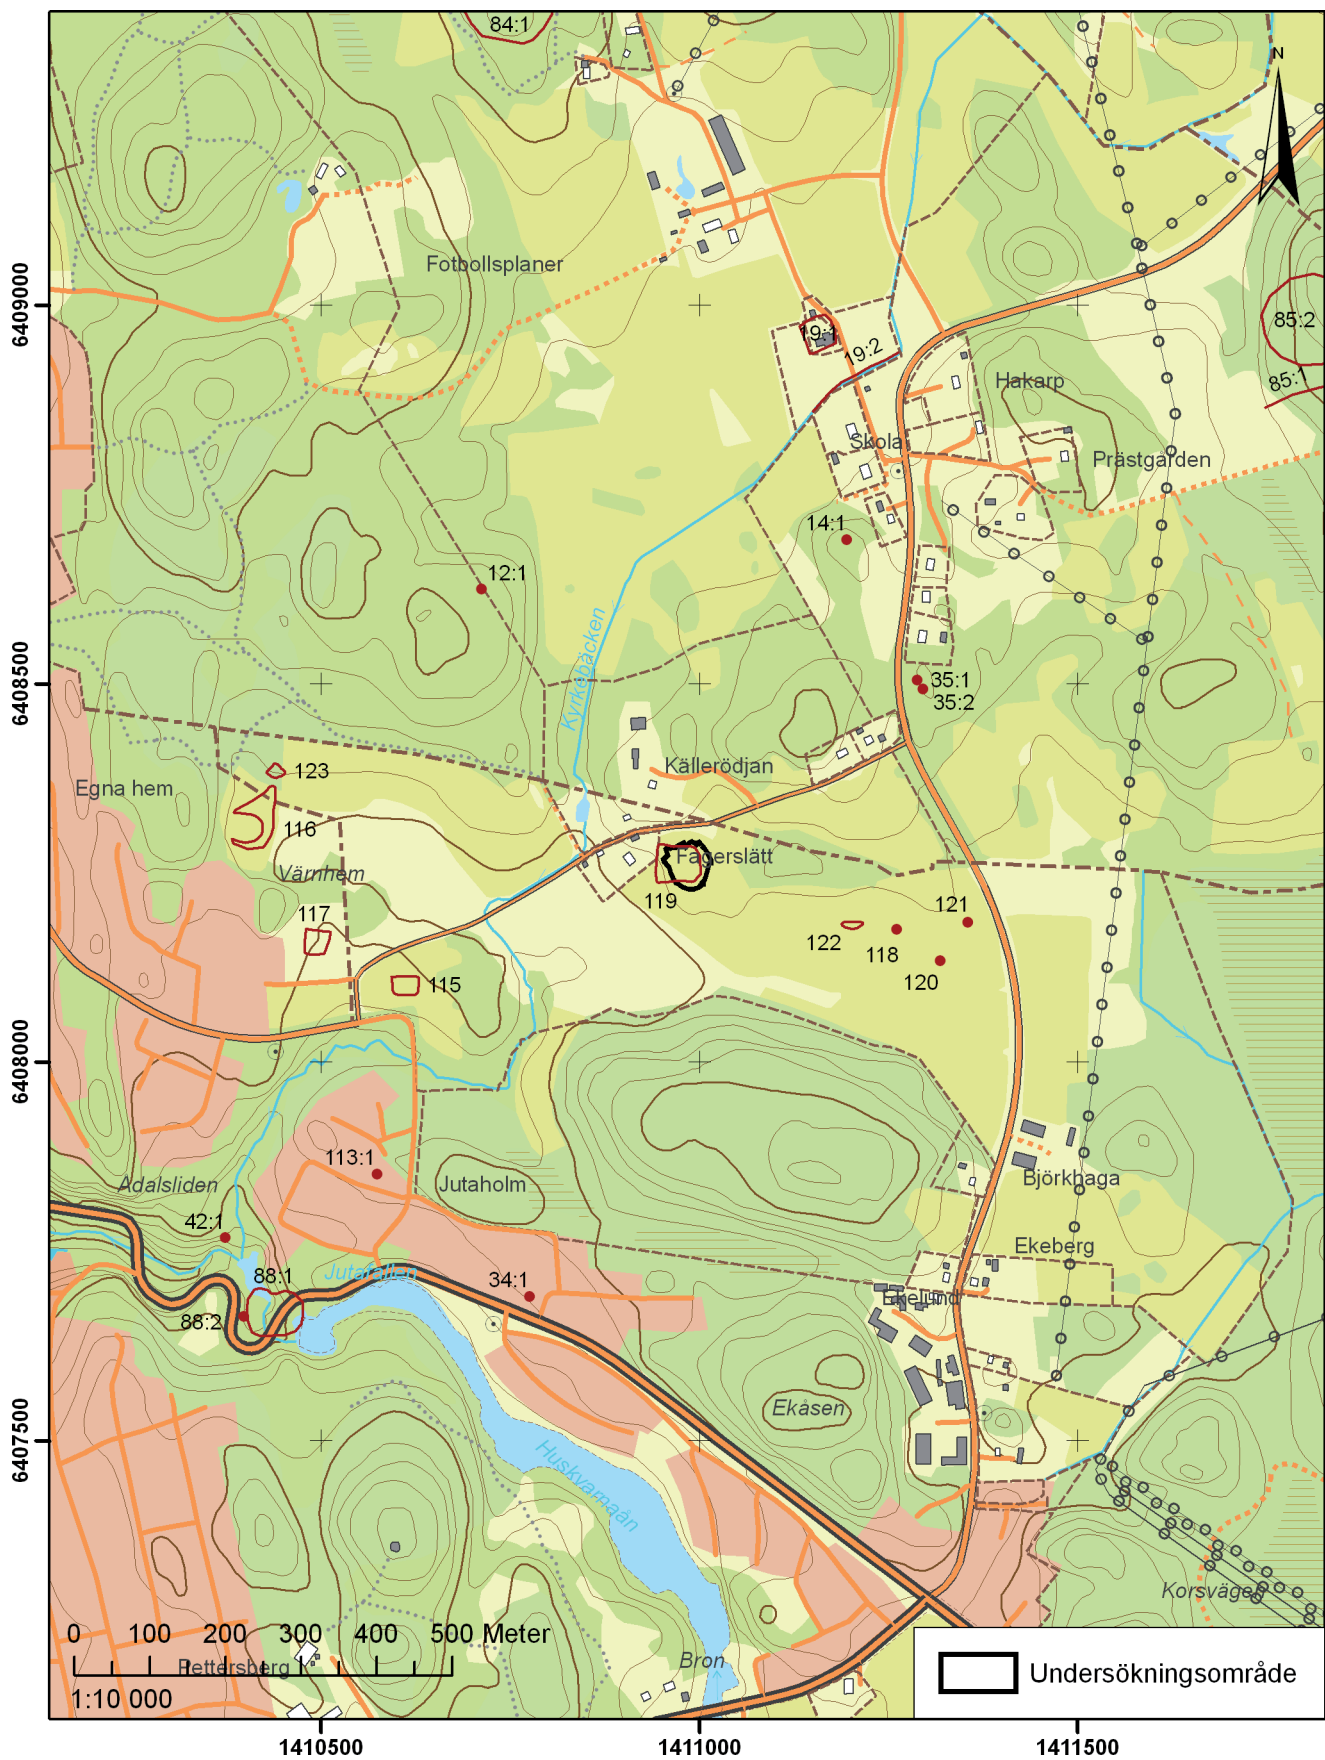 84:1
N
Fotbollsplaner
6409000
19:1
19:2
85:2
85:1
Hakarp
Skola
Prästgården
14:1
12:1
Kyrkebäcken
6408500
35:1
35:2
Källerödjan
123
Egna hem
116
Värnhem
Fagerslätt
119
117
121
122
118
120
115
6408000
113:1
Jutaholm
Ådalsliden
Björkhaga
42:1
Ekeberg
88:1
Jutafallen
34:1
Ekelund
88:2
Ekåsen
6407500
Huskvarnaån
Korsvägen
0 100 200 300 400 500 Meter
Pettersberg
Bron
1:10 000
Undersökningsområde
1410500
1411000
1411500